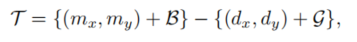 𝒯 = {(m_x, m_y) + ℬ} − {(d_x, d_y) + 𝒢},